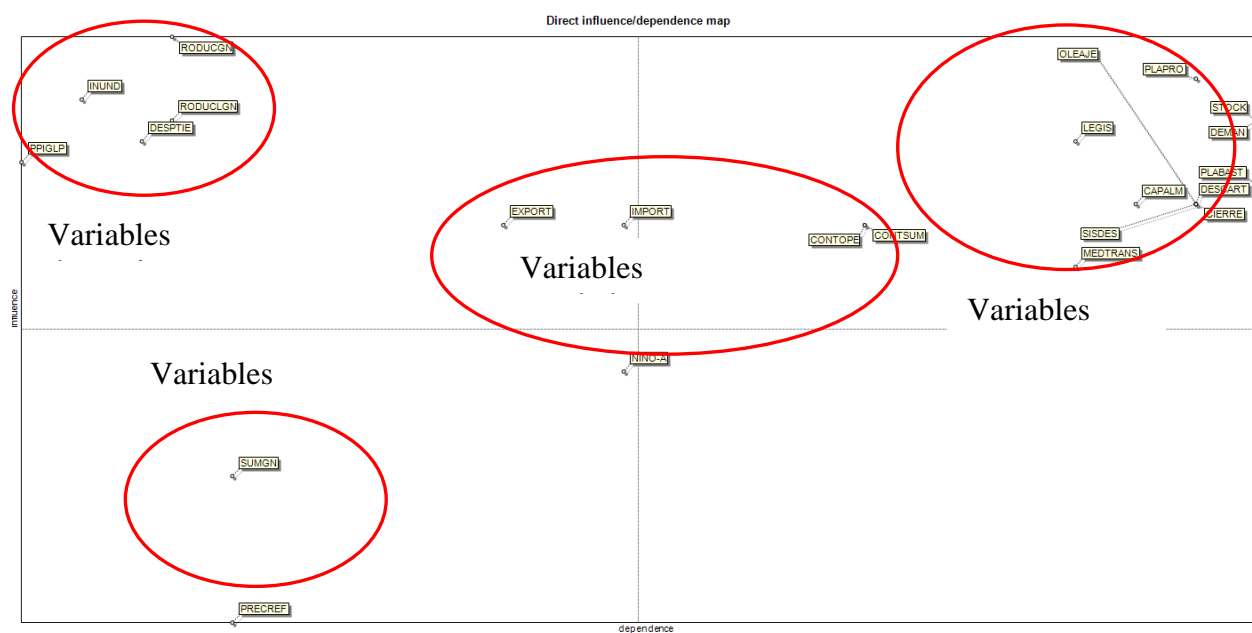 Direct influence/dependence map
RODUCGN
OLEAJE
PLAPRO
INUND
RODUCLGN
STOCK
DESPTIE
LEGIS
DEMAN
PPIGLP
PLABAST
DESCART
CAPALM
EXPORT
IMPORT
CIERRE
CONTOPE
CONTSUM
SISDES
MEDTRANS
Variables
Variables
Variables
influence
NINO-A
Variables
SUMGN
PRECREF
dependence